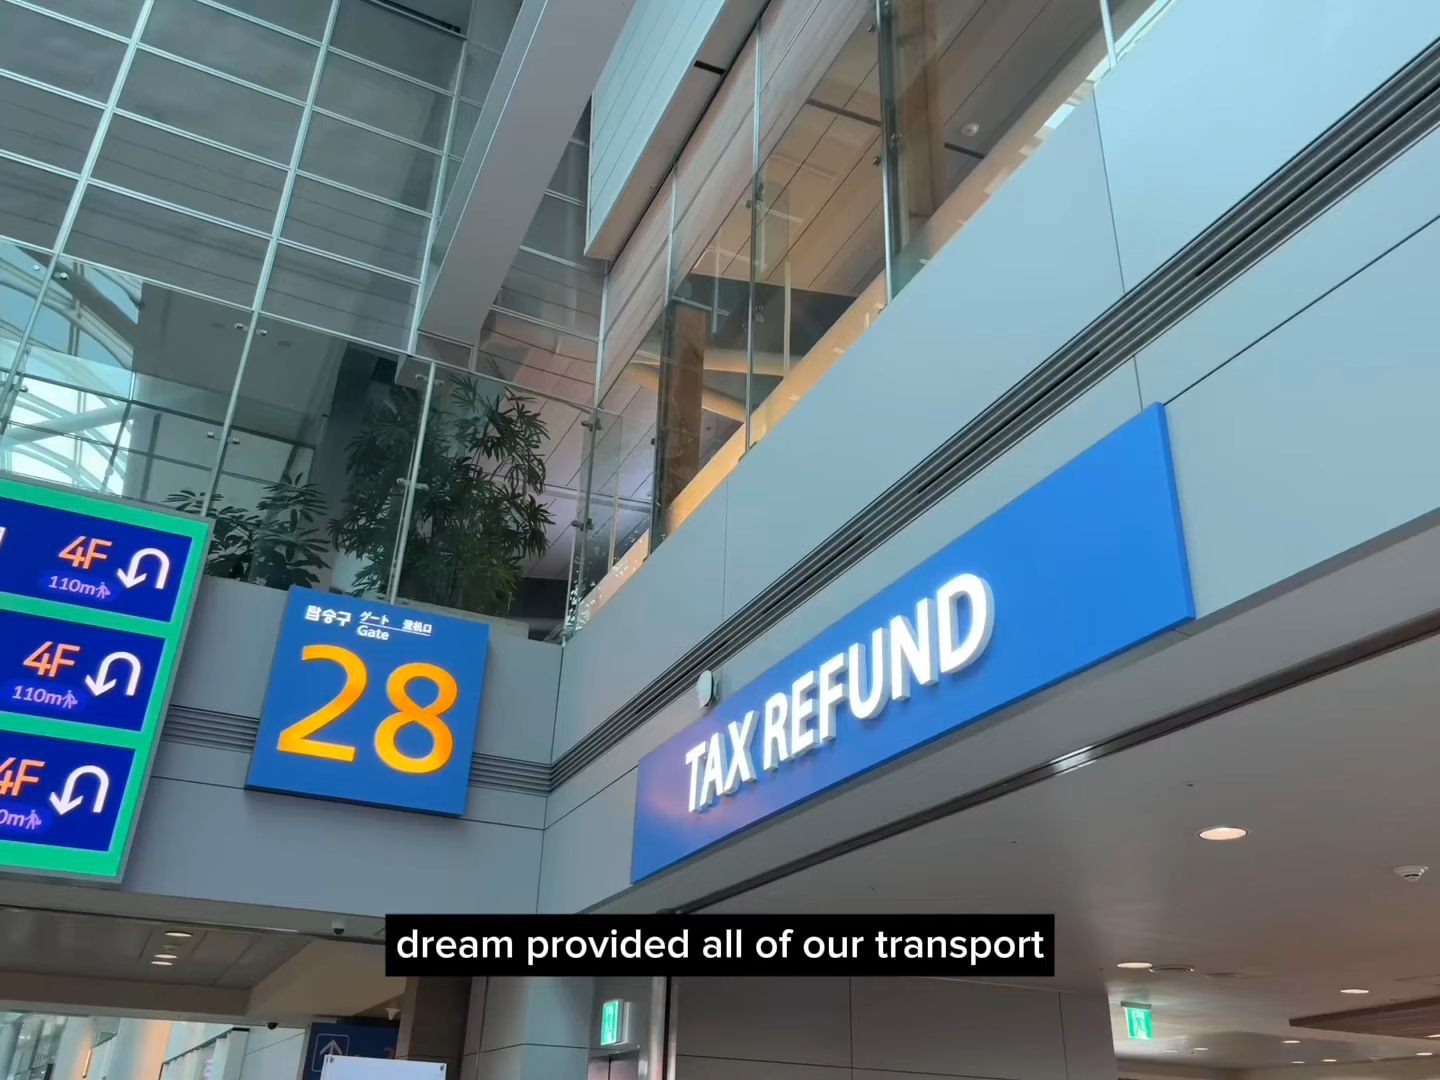 4F
110m
4F
110m
4F
탑승구 ゲート 登机口
Gate
28
TAX REFUND
dream provided all of our transport